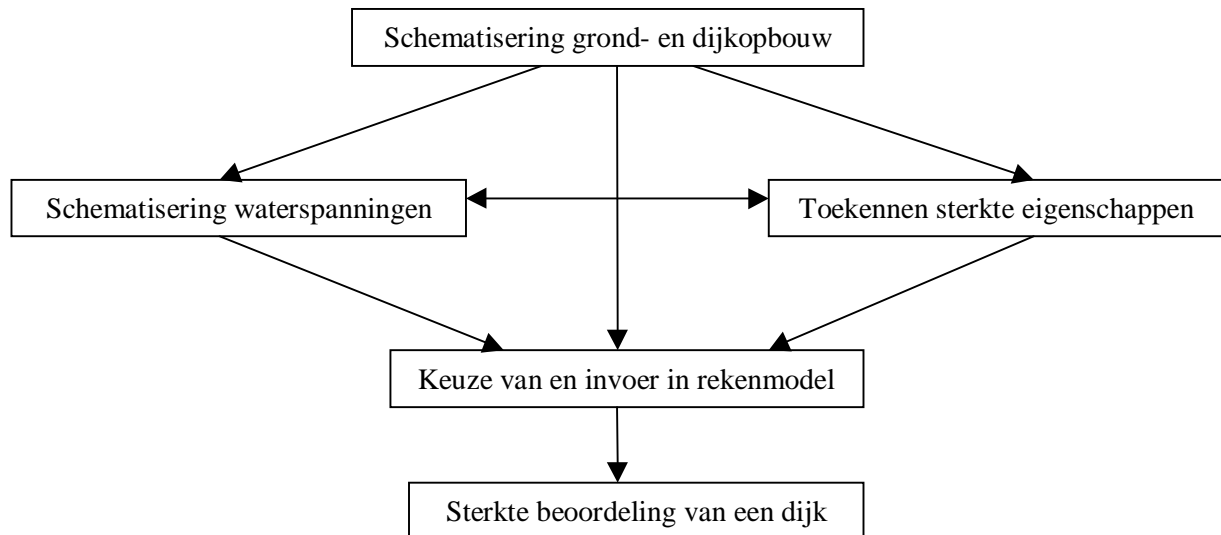 Schematisering grond- en dijkopbouw
Schematisering waterspanningen
Toekennen sterkte eigenschappen
Keuze van en invoer in rekenmodel
Sterkte beoordeling van een dijk